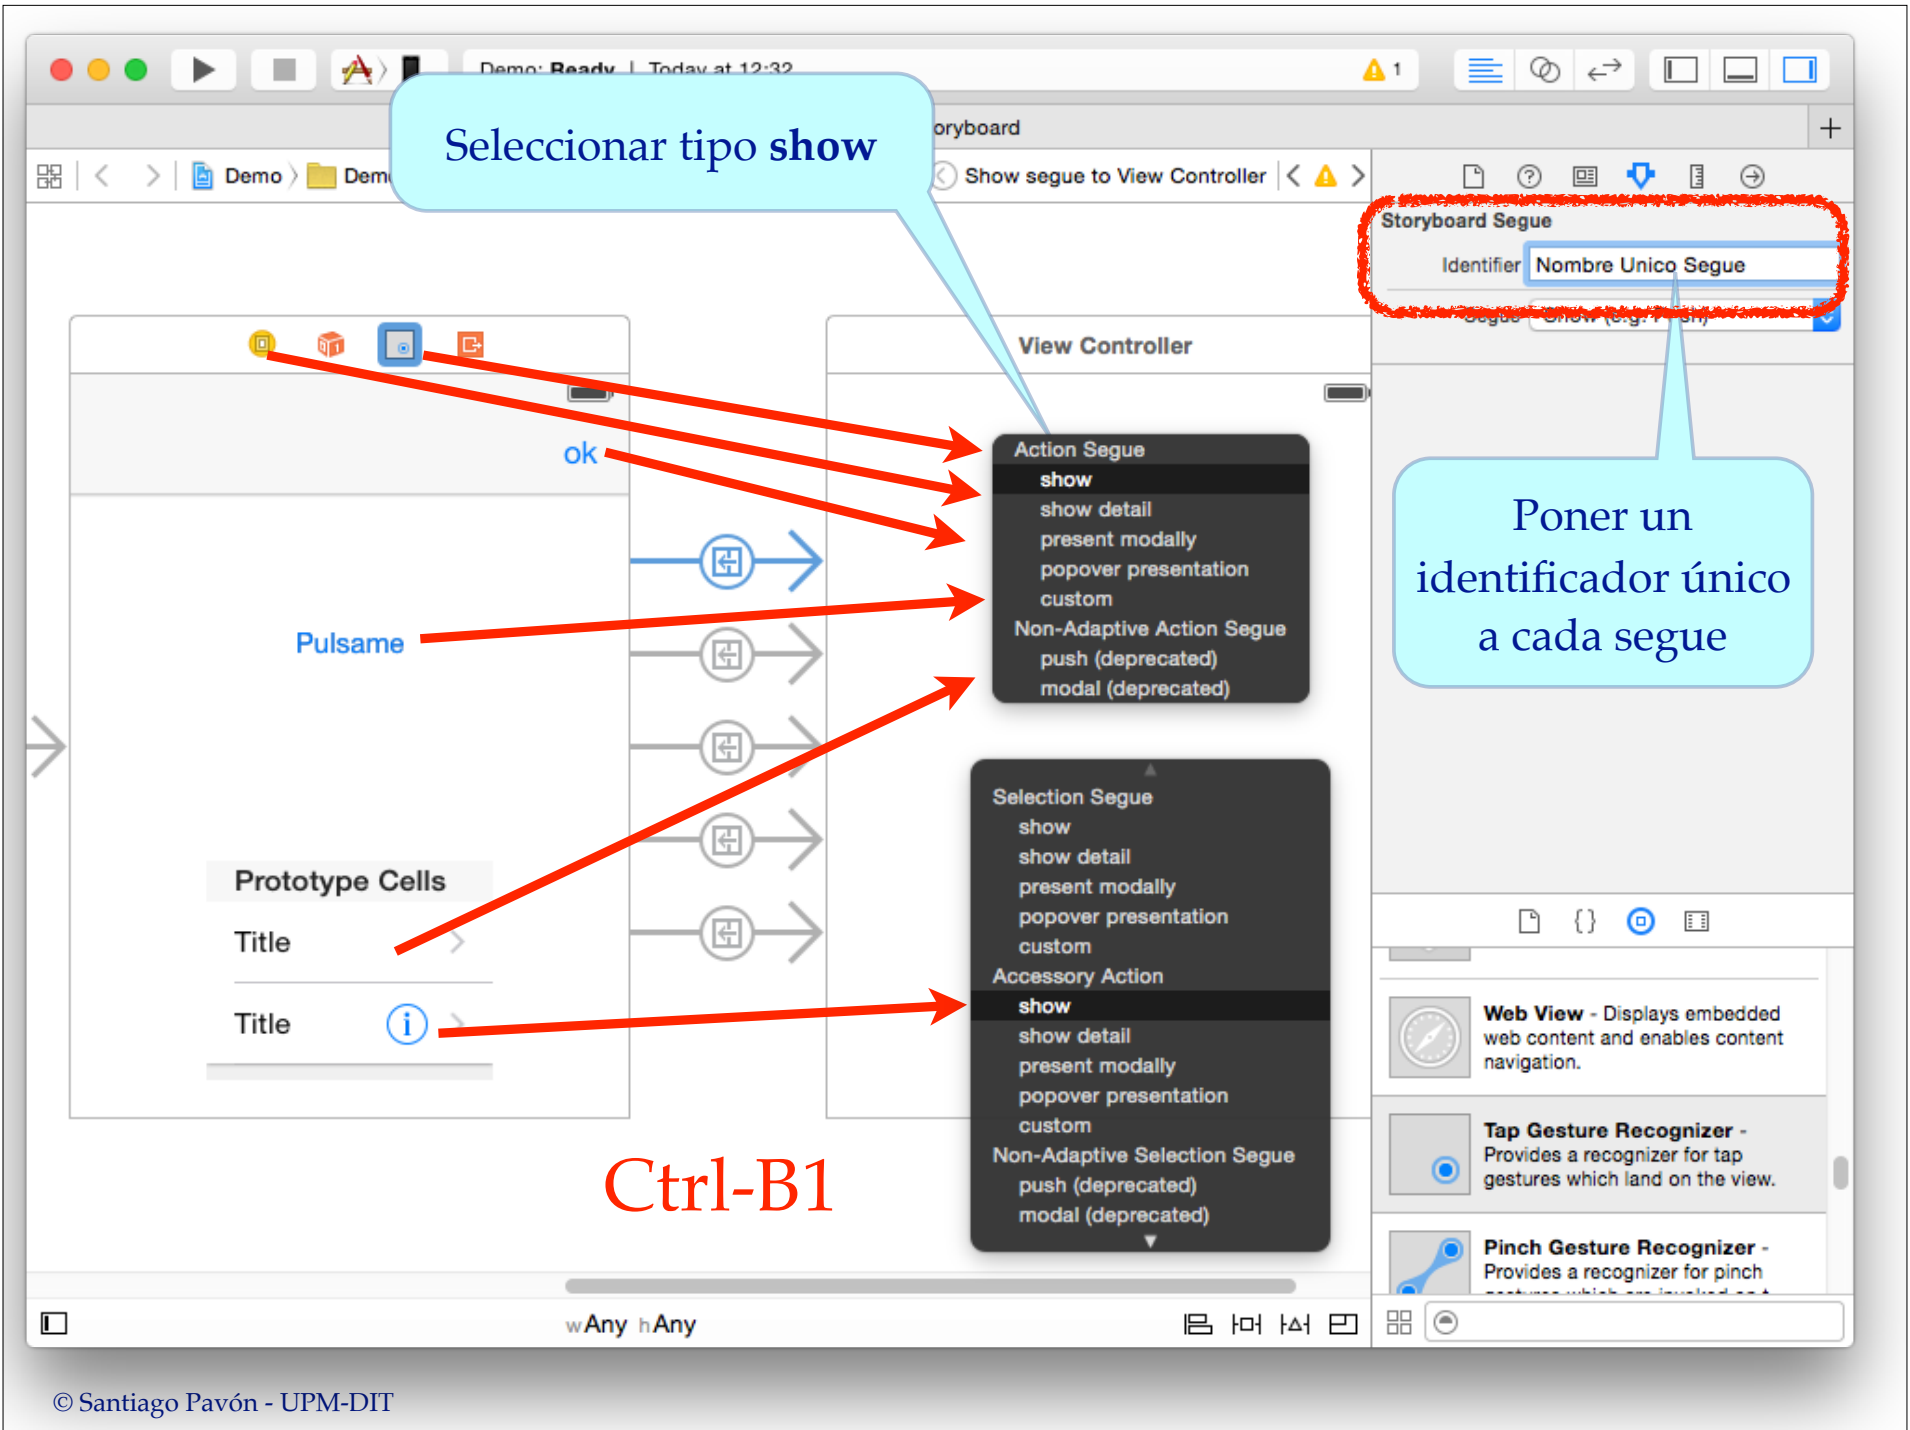 Demo: Ready | Today at 12:32
1
Seleccionar tipo show
oryboard
+
Demo
Show segue to View Controller
Storyboard Segue
Identifier
Nombre Unico Segue
Segue
View Controller
ok
Action Segue
show
show detail
present modally
popover presentation
custom
Non-Adaptive Action Segue
push (deprecated)
modal (deprecated)
Poner un
identificador único
a cada segue
Pulsame
Prototype Cells
Title
Title
i
Selection Segue
show
show detail
present modally
popover presentation
custom
Accessory Action
show
show detail
present modally
popover presentation
custom
Non-Adaptive Selection Segue
push (deprecated)
modal (deprecated)
Ctrl-B1
{}
Web View - Displays embedded
web content and enables content
navigation.
Tap Gesture Recognizer -
Provides a recognizer for tap
gestures which land on the view.
Pinch Gesture Recognizer -
Provides a recognizer for pinch
wAny hAny
© Santiago Pavón - UPM-DIT